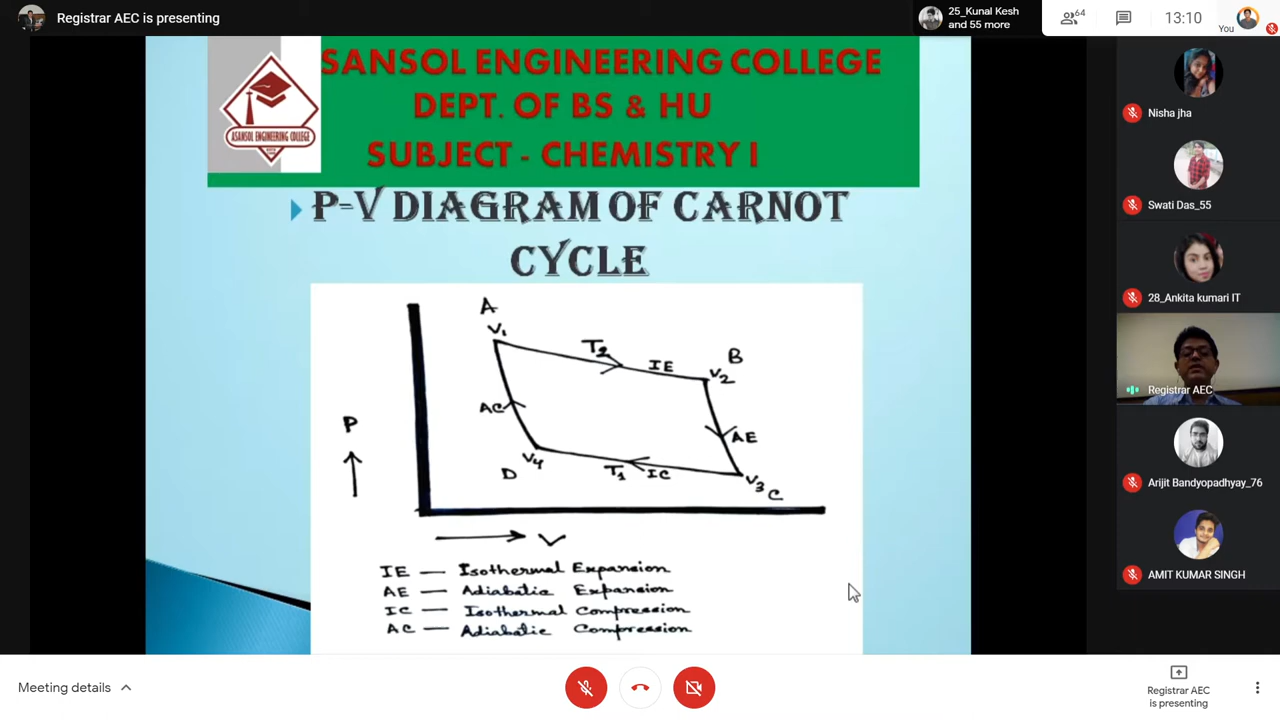 Registrar AEC is presenting
25_Kunal Kesh
and 55 more
64
13:10
You
SANSOL ENGINEERING COLLEGE
DEPT. OF BS & HU
SUBJECT - CHEMISTRY I
ASANSOL ENGINEERING COLLEGE
P-V DIAGRAM OF CARNOT
CYCLE
A
V₁
T₂
IE
B
V₂
AC
P
AE
D
V₄
T₁
IC
V₃
C
V
IE — Isothermal Expansion
AE — Adiabatic Expansion
IC — Isothermal Compression
AC — Adiabatic Compression
Nisha jha
Swati Das_55
28_Ankita kumari IT
Registrar AEC
Arijit Bandyopadhyay_76
AMIT KUMAR SINGH
Meeting details
Registrar AEC
is presenting